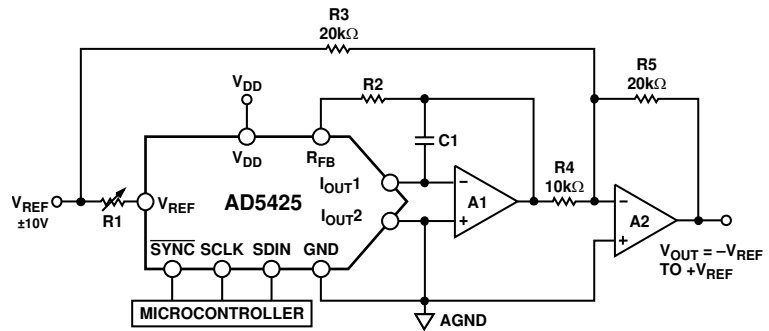 R3
20kΩ
VDD
R2
R5
20kΩ
VDD
RFB
C1
IOUT1
R4
10kΩ
VREF
±10V
R1
VREF
AD5425
IOUT2
A1
A2
SYNC SCLK SDIN GND
VOUT = –VREF
TO +VREF
MICROCONTROLLER
AGND